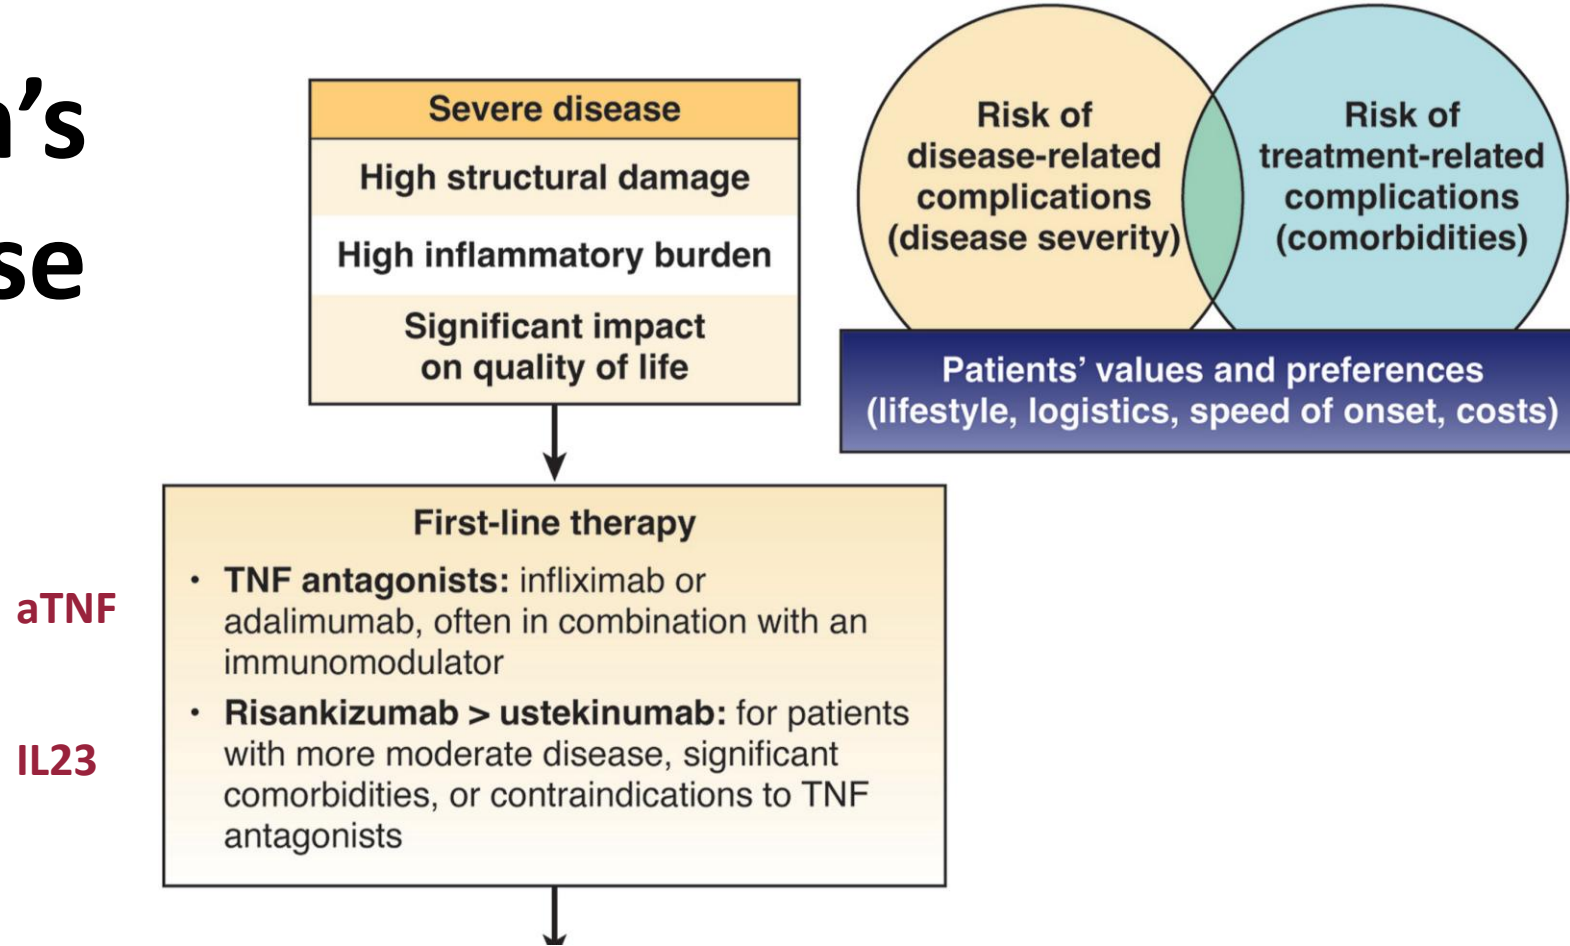 n's
se
Severe disease
High structural damage
High inflammatory burden
Significant impact
on quality of life
Risk of
disease-related
complications
(disease severity)
Risk of
treatment-related
complications
(comorbidities)
Patients' values and preferences
(lifestyle, logistics, speed of onset, costs)
First-line therapy
aTNF
• TNF antagonists: infliximab or
adalimumab, often in combination with an
immunomodulator
IL23
• Risankizumab > ustekinumab: for patients
with more moderate disease, significant
comorbidities, or contraindications to TNF
antagonists